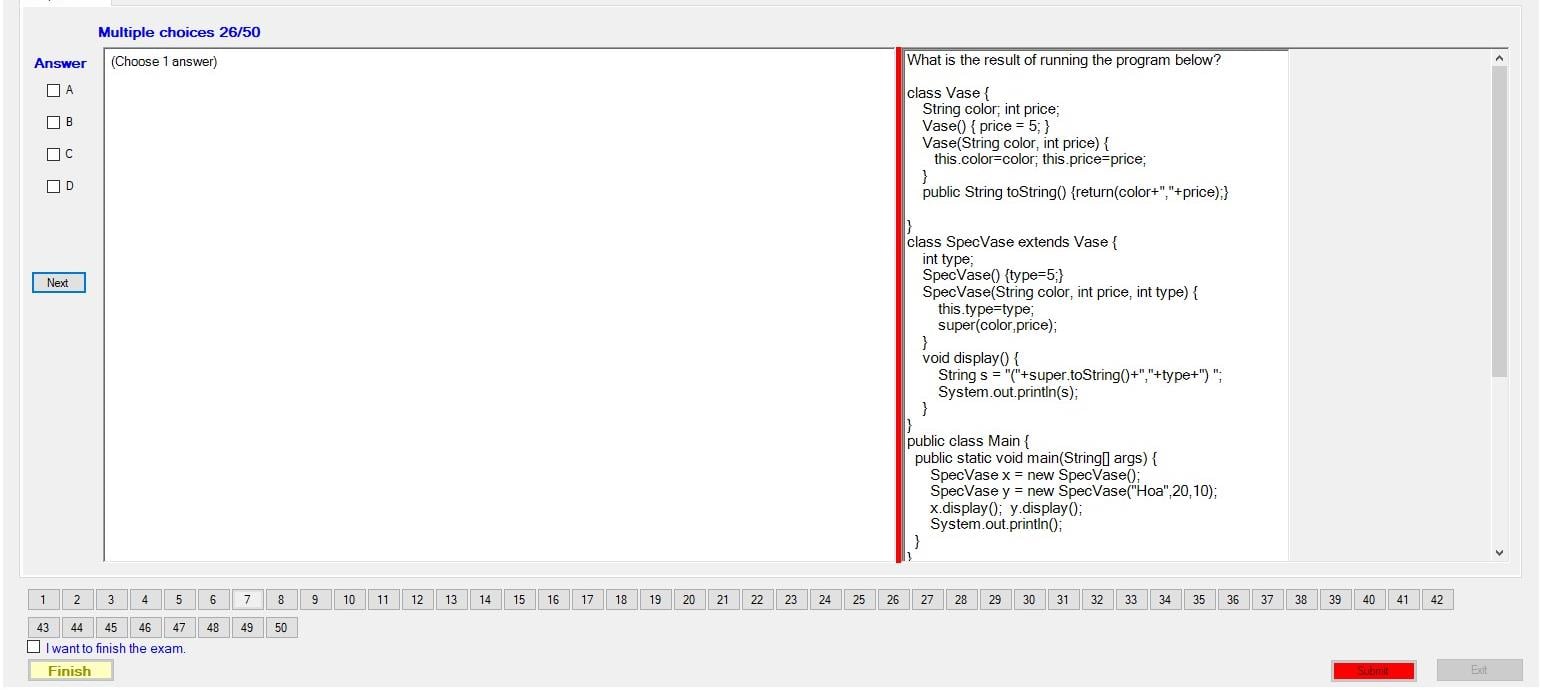 Multiple choices 26/50
Answer
(Choose 1 answer)
A
B
C
D
Next
What is the result of running the program below?
class Vase {
String color; int price;
Vase() { price = 5; }
Vase(String color, int price) {
this.color=color; this.price=price;
}
public String toString() {return(color+","+price);}
}
class SpecVase extends Vase {
int type;
SpecVase() {type=5;}
SpecVase(String color, int price, int type) {
this.type=type;
super(color,price);
}
void display() {
String s = "("+super.toString()+","+type+") ";
System.out.println(s);
}
}
public class Main {
public static void main(String[] args) {
SpecVase x = new SpecVase();
SpecVase y = new SpecVase("Hoa",20,10);
x.display(); y.display();
System.out.println();
}
}
1 2 3 4 5 6 7 8 9 10 11 12 13 14 15 16 17 18 19 20 21 22 23 24 25 26 27 28 29 30 31 32 33 34 35 36 37 38 39 40 41 42
43 44 45 46 47 48 49 50
I want to finish the exam.
Finish
Submit
Exit